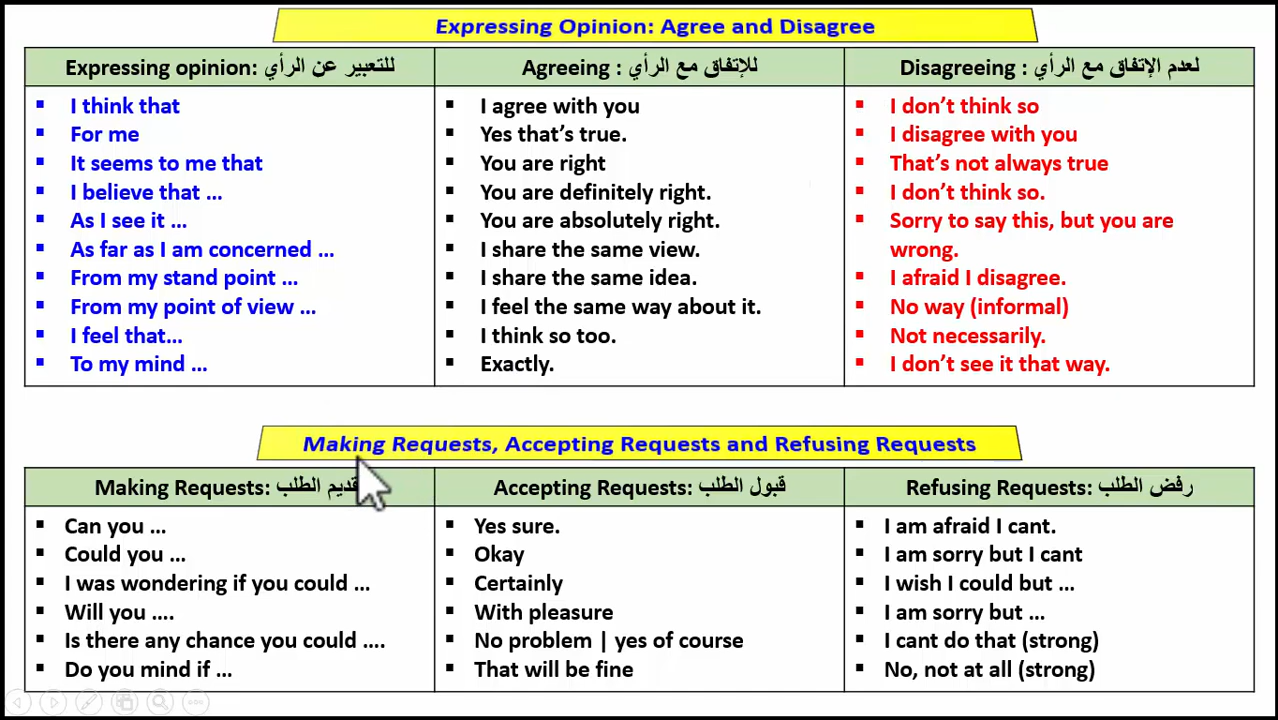 Expressing Opinion: Agree and Disagree
Expressing opinion: للتعبير عن الرأي
I think that
For me
It seems to me that
I believe that ...
As I see it ...
As far as I am concerned ...
From my stand point ...
From my point of view ...
I feel that...
To my mind ...
Agreeing : للإتفاق مع الرأي
I agree with you
Yes that’s true.
You are right
You are definitely right.
You are absolutely right.
I share the same view.
I share the same idea.
I feel the same way about it.
I think so too.
Exactly.
Disagreeing : لعدم الإتفاق مع الرأي
I don’t think so
I disagree with you
That’s not always true
I don’t think so.
Sorry to say this, but you are
wrong.
I afraid I disagree.
No way (informal)
Not necessarily.
I don’t see it that way.
Making Requests, Accepting Requests and Refusing Requests
Making Requests: الطلب
Can you ...
Could you ...
I was wondering if you could ...
Will you ....
Is there any chance you could ....
Do you mind if ...
Accepting Requests: قبول الطلب
Yes sure.
Okay
Certainly
With pleasure
No problem | yes of course
That will be fine
Refusing Requests: رفض الطلب
I am afraid I cant.
I am sorry but I cant
I wish I could but ...
I am sorry but ...
I cant do that (strong)
No, not at all (strong)